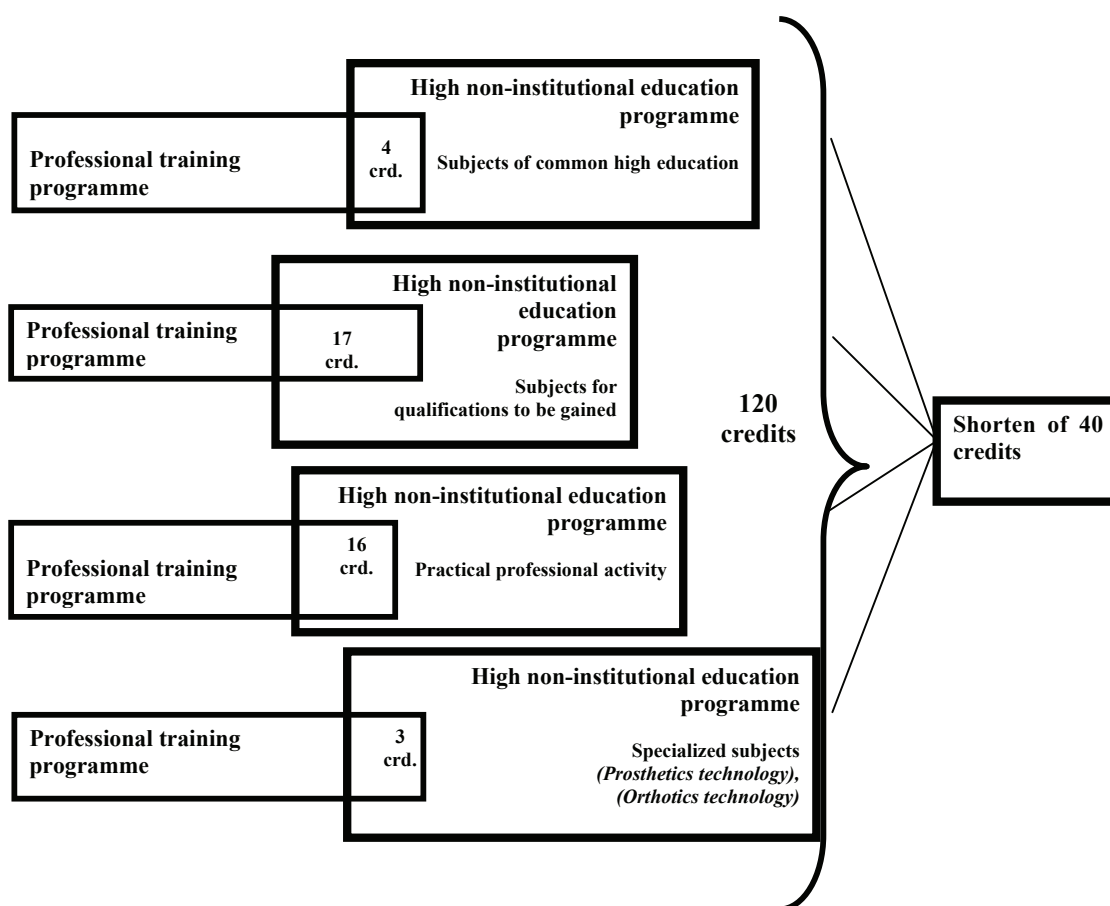 High non-institutional education
programme
Professional training
programme
4
crd.
Subjects of common high education
High non-institutional
education
programme
Professional training
programme
17
crd.
Subjects for
qualifications to be gained
120
credits
Shorten of 40
credits
High non-institutional education
programme
Professional training
programme
16
crd.
Practical professional activity
High non-institutional education
programme
Professional training
programme
3
crd.
Specialized subjects
(Prosthetics technology),
(Orthotics technology)